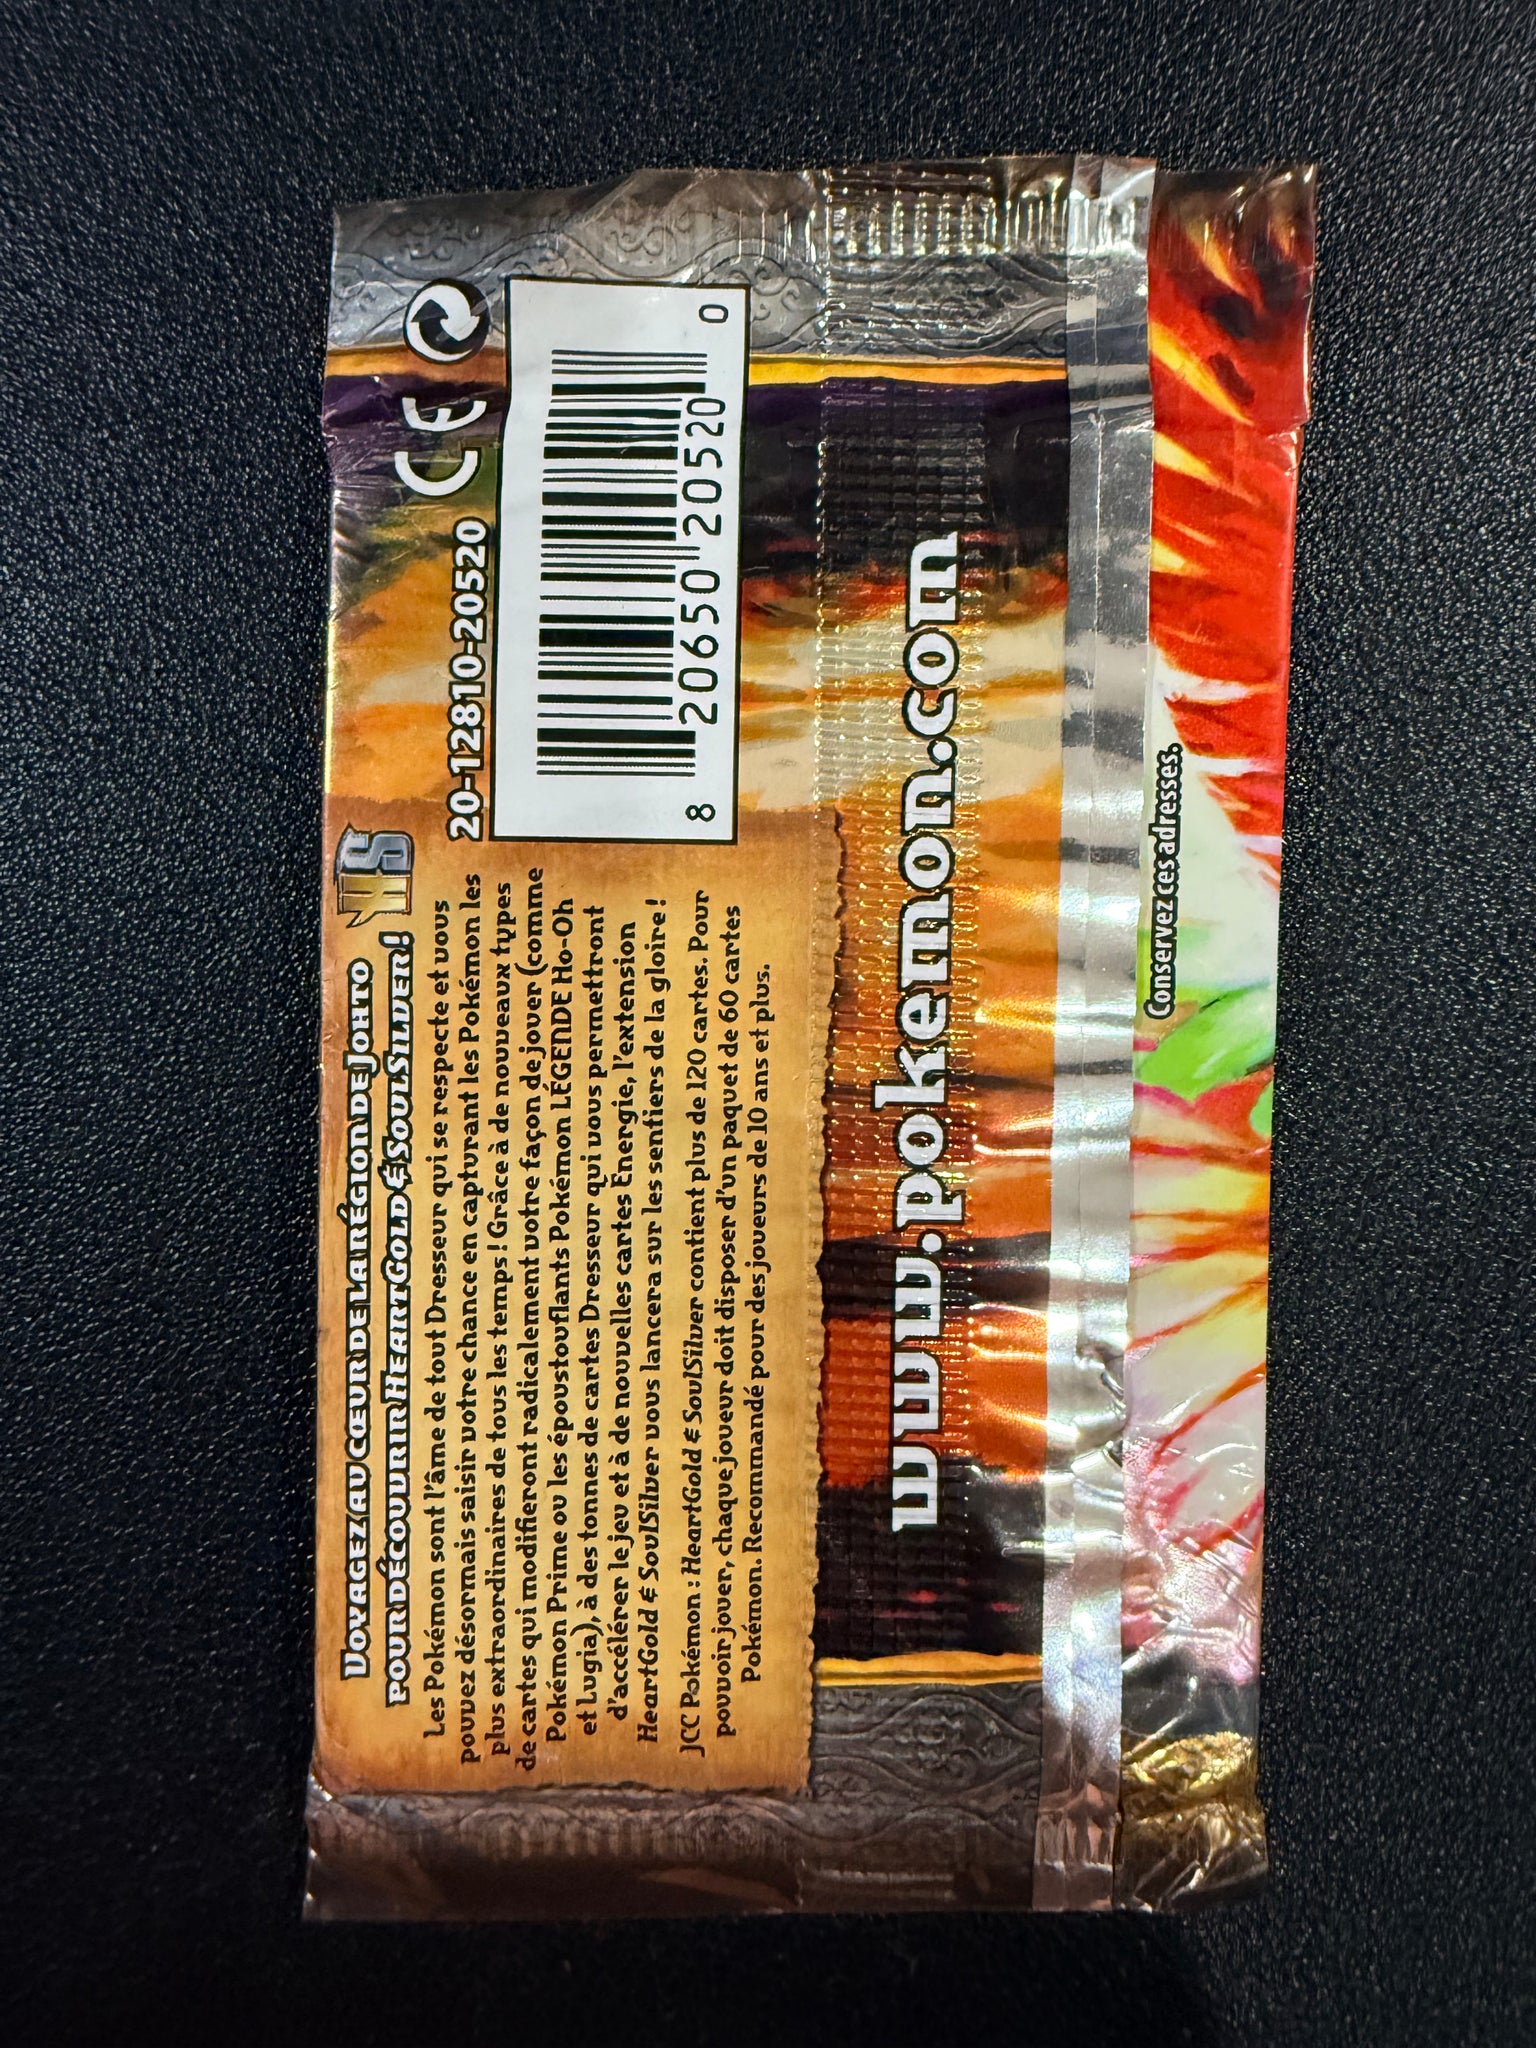 VOYAGEZ AU CŒUR DE LA RÉGION DE JOHTO
POUR DÉCOUVRIR HEARTGOLD & SOULSILVER!
HS
Les Pokémon sont l'âme de tout Dresseur qui se respecte et vous
pouvez désormais saisir votre chance en capturant les Pokémon les
plus extraordinaires de tous les temps ! Grâce à de nouveaux types
de cartes qui modifieront radicalement votre façon de jouer (comme
Pokémon Prime ou les époustouflants Pokémon LÉGENDE Ho-Oh
et Lugia), à des tonnes de cartes Dresseur qui vous permettront
d'accélérer le jeu et à de nouvelles cartes Énergie, l'extension
HeartGold & SoulSilver vous lancera sur les sentiers de la gloire !
JCC Pokémon : HeartGold & SoulSilver contient plus de 120 cartes. Pour
pouvoir jouer, chaque joueur doit disposer d'un paquet de 60 cartes
Pokémon. Recommandé pour des joueurs de 10 ans et plus.
20-12810-20520
CE
8 20650 20520 0
www.pokemon.com
Conservez ces adresses.